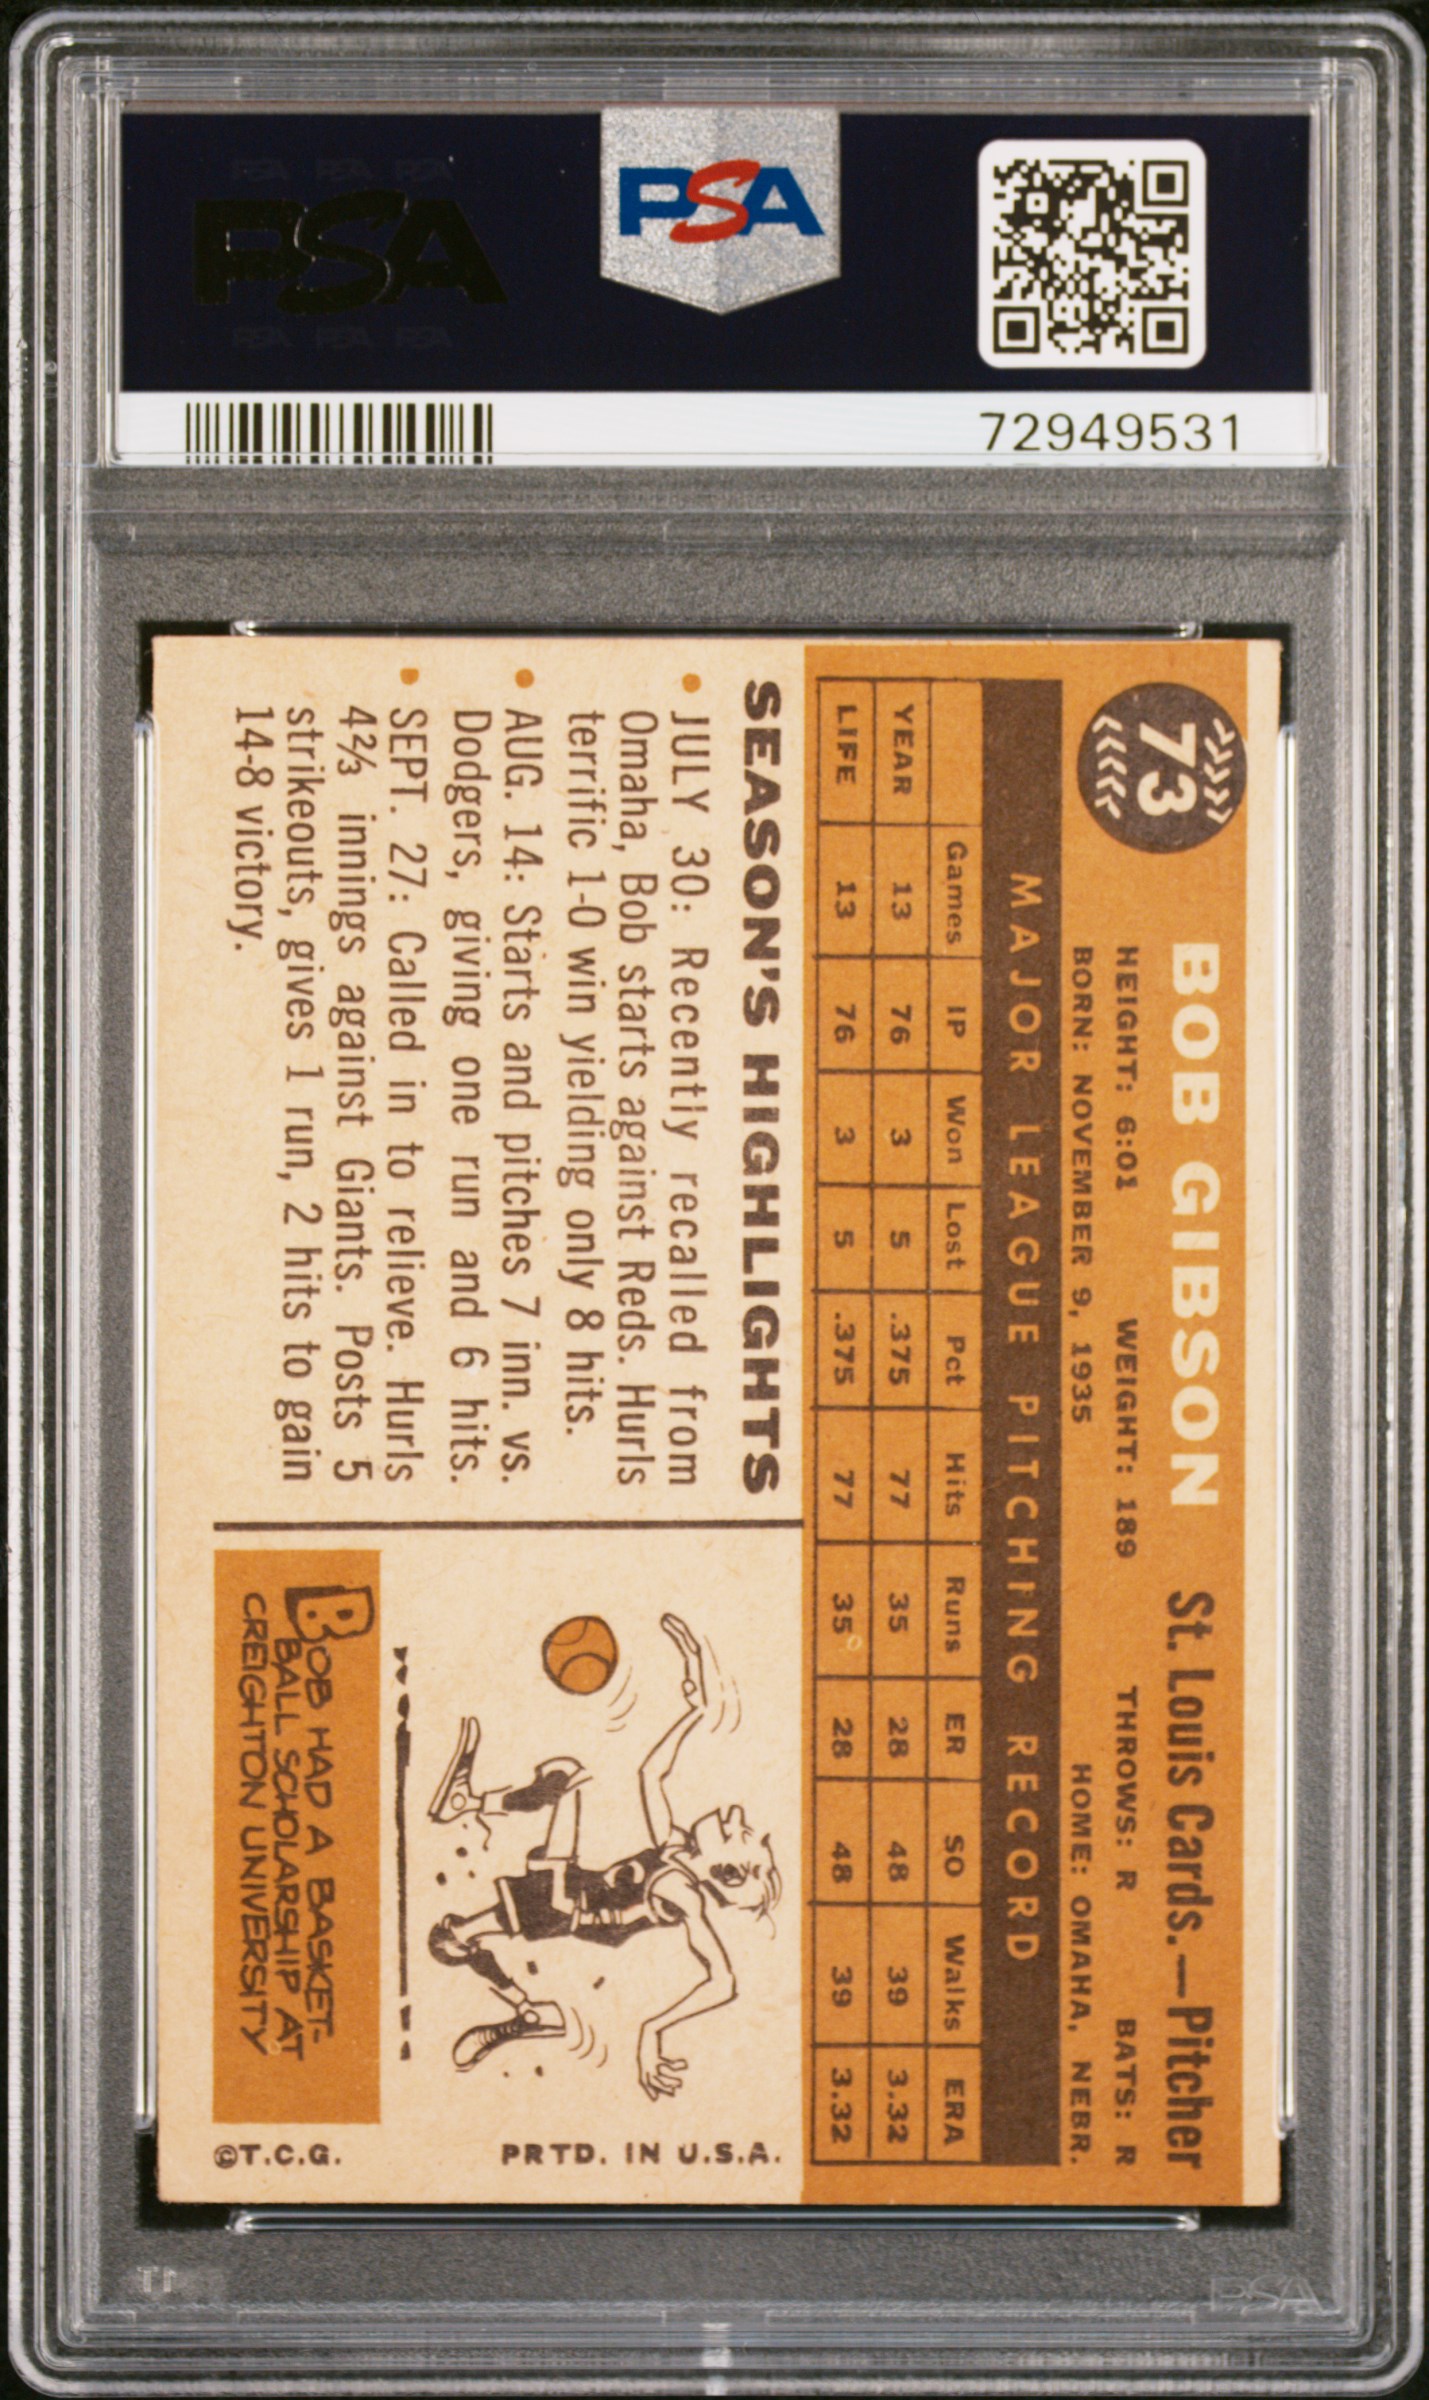 PSA
PSA PSA PSA
PSA
PSA PSA PSA
72949531
73
BOB GIBSON St. Louis Cards.—Pitcher
HEIGHT: 6:01 WEIGHT: 189 THROWS: R BATS: R
BORN: NOVEMBER 9, 1935 HOME: OMAHA, NEBR.
MAJOR LEAGUE PITCHING RECORD
Games IP Won Lost Pct Hits Runs ER SO Walks ERA
YEAR 13 76 3 5 .375 77 35 28 48 39 3.32
LIFE 13 76 3 5 .375 77 35 28 48 39 3.32
SEASON'S HIGHLIGHTS
• JULY 30: Recently recalled from
Omaha, Bob starts against Reds. Hurls
terrific 1-0 win yielding only 8 hits.
• AUG. 14: Starts and pitches 7 inn. vs.
Dodgers, giving one run and 6 hits.
• SEPT. 27: Called in to relieve. Hurls
4⅔ innings against Giants. Posts 5
strikeouts, gives 1 run, 2 hits to gain
14-8 victory.
BOB HAD A BASKET-
BALL SCHOLARSHIP AT
CREIGHTON UNIVERSITY
©T.C.G. PRTD. IN U.S.A.
PSA